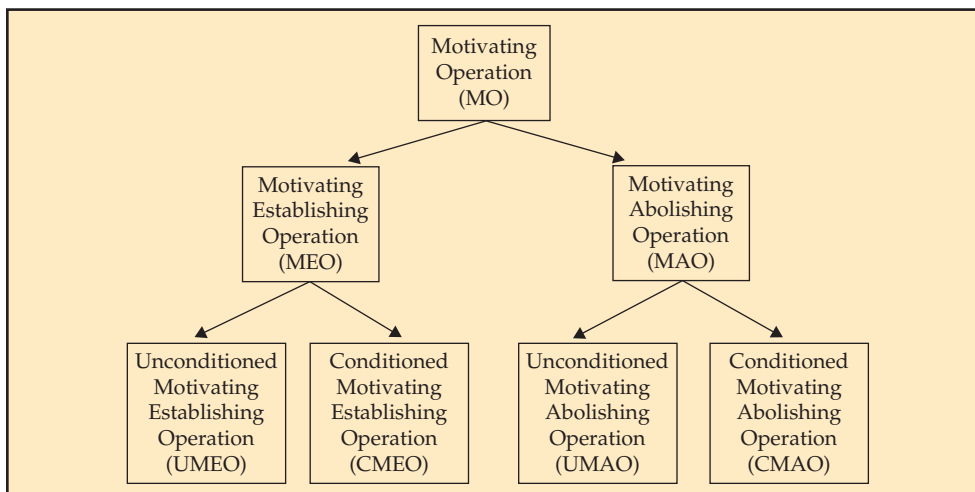 Motivating
Operation
(MO)
Motivating
Establishing
Operation
(MEO)
Motivating
Abolishing
Operation
(MAO)
Unconditioned
Motivating
Establishing
Operation
(UMEO)
Conditioned
Motivating
Establishing
Operation
(CMEO)
Unconditioned
Motivating
Abolishing
Operation
(UMAO)
Conditioned
Motivating
Abolishing
Operation
(CMAO)